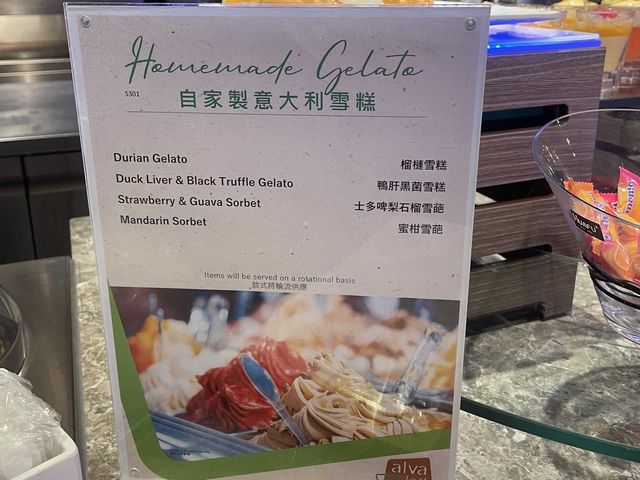 Homemade Gelato
S301
自家製意大利雪糕
Durian Gelato 榴槤雪糕
Duck Liver & Black Truffle Gelato 鴨肝黑菌雪糕
Strawberry & Guava Sorbet 士多啤梨石榴雪葩
Mandarin Sorbet 蜜柑雪葩
Items will be served on a rotational basis
款式將輪流供應
alva